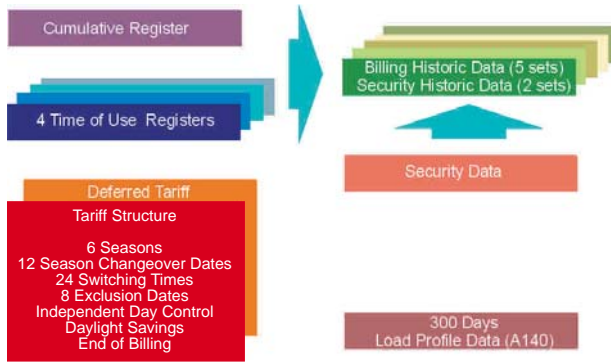 Cumulative Register
4 Time of Use Registers
Billing Historic Data (5 sets)
Security Historic Data (2 sets)
Security Data
Deferred Tariff
Tariff Structure
6 Seasons
12 Season Changeover Dates
24 Switching Times
8 Exclusion Dates
Independent Day Control
Daylight Savings
End of Billing
300 Days
Load Profile Data (A140)